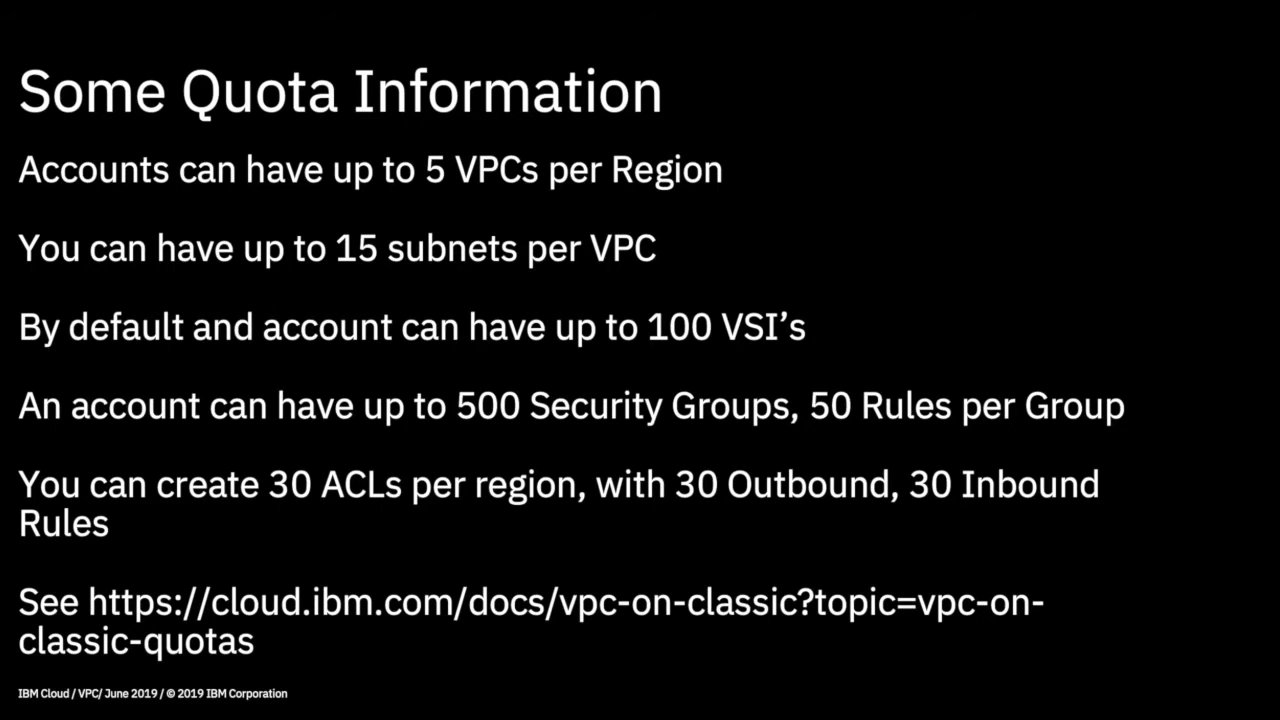 Some Quota Information
Accounts can have up to 5 VPCs per Region
You can have up to 15 subnets per VPC
By default and account can have up to 100 VSI’s
An account can have up to 500 Security Groups, 50 Rules per Group
You can create 30 ACLs per region, with 30 Outbound, 30 Inbound
Rules
See https://cloud.ibm.com/docs/vpc-on-classic?topic=vpc-on-
classic-quotas
IBM Cloud / VPC/ June 2019 / © 2019 IBM Corporation